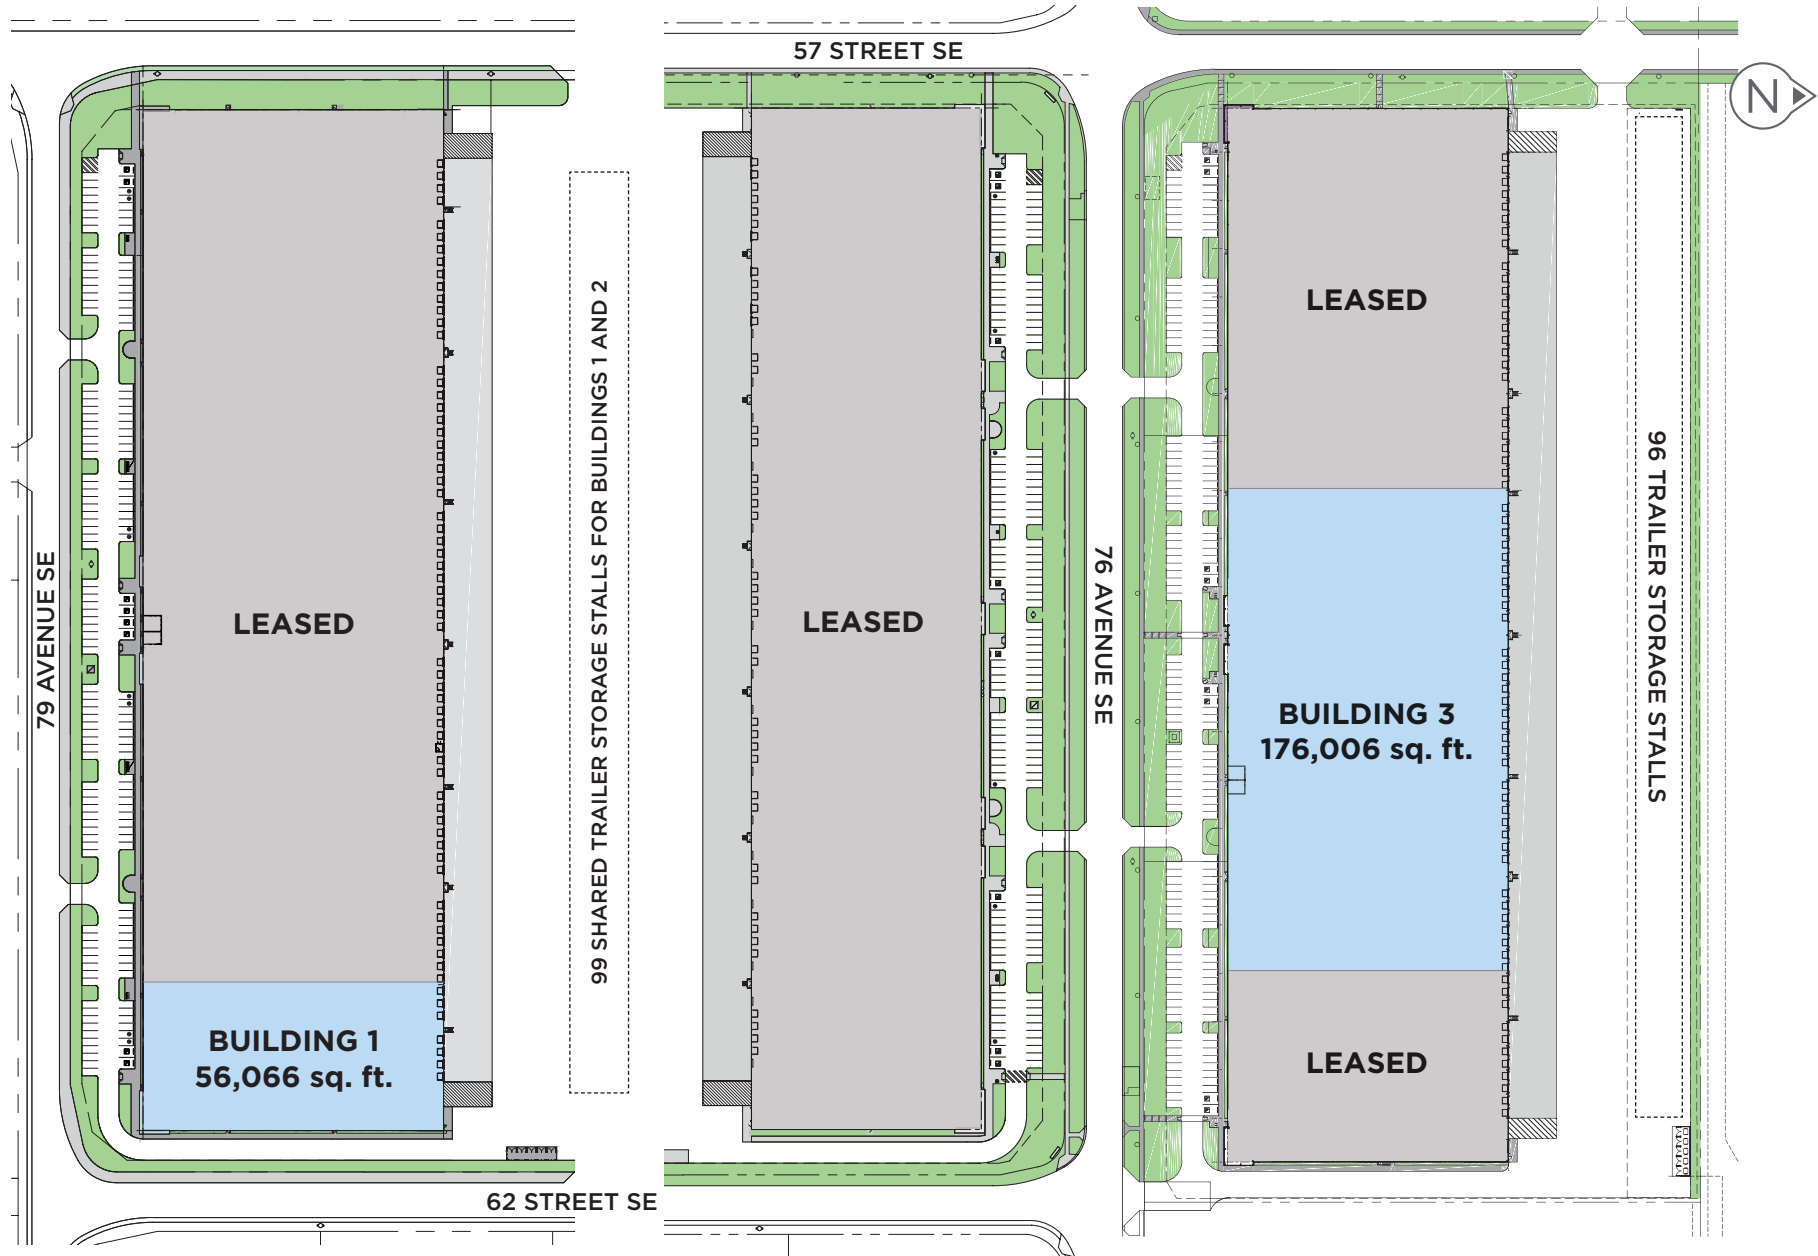 57 STREET SE
N
LEASED
99 SHARED TRAILER STORAGE STALLS FOR BUILDINGS 1 AND 2
96 TRAILER STORAGE STALLS
79 AVENUE SE
LEASED
LEASED
76 AVENUE SE
BUILDING 3
176,006 sq. ft.
BUILDING 1
56,066 sq. ft.
LEASED
62 STREET SE